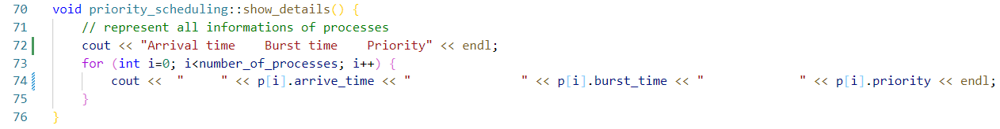 70 void priority_scheduling::show_details() {
71     // represent all informations of processes
72     cout << "Arrival time    Burst time    Priority" << endl;
73     for (int i=0; i<number_of_processes; i++) {
74         cout <<  "     " << p[i].arrive_time << "               " << p[i].burst_time << "             " << p[i].priority << endl;
75     }
76 }